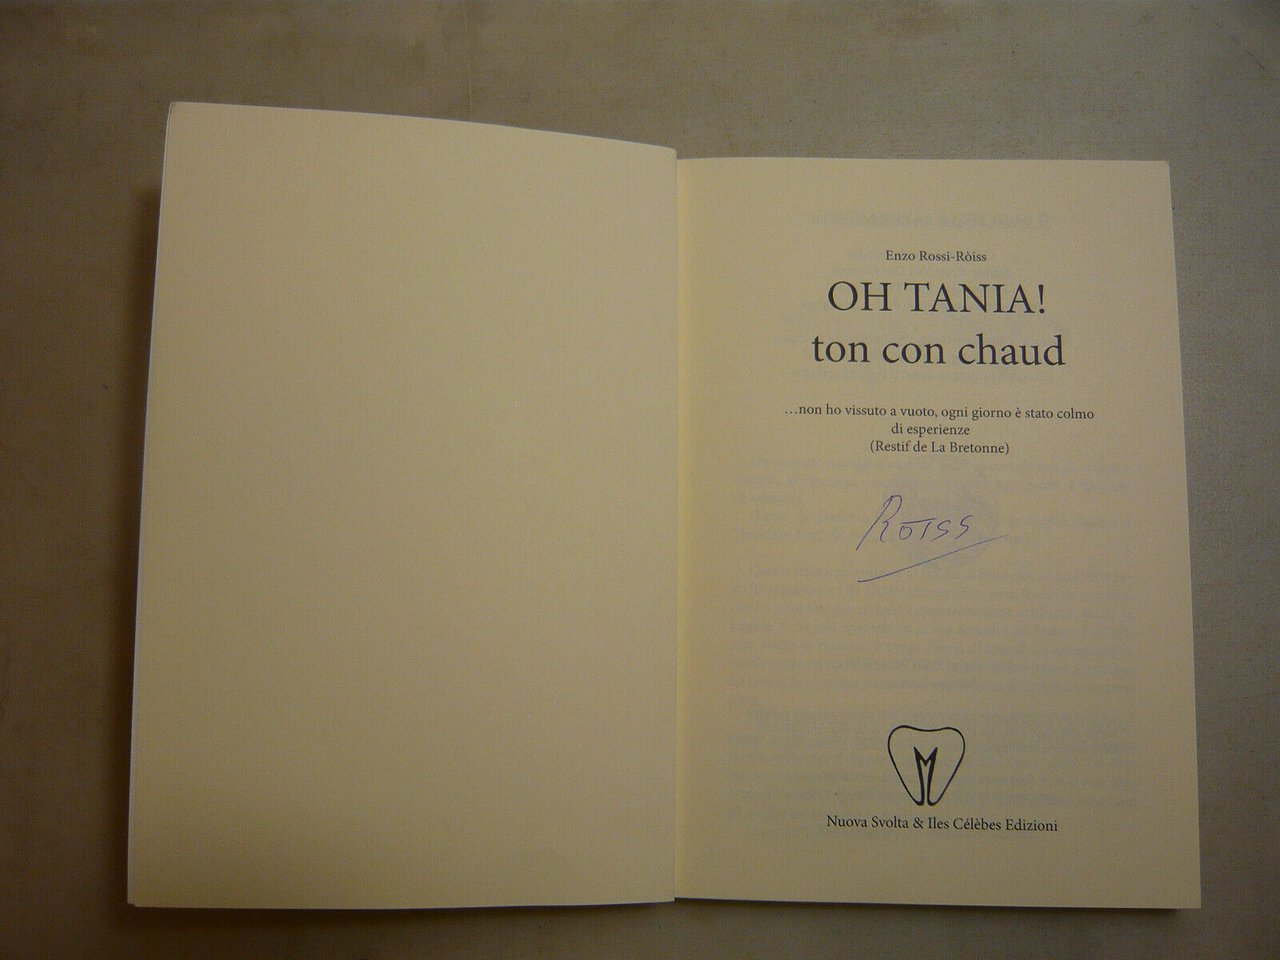 Enzo Rossi-Ròiss
OH TANIA!
ton con chaud
…non ho vissuto a vuoto, ogni giorno è stato colmo
di esperienze
(Restif de La Bretonne)
RÒISS
Nuova Svolta & Iles Célèbes Edizioni